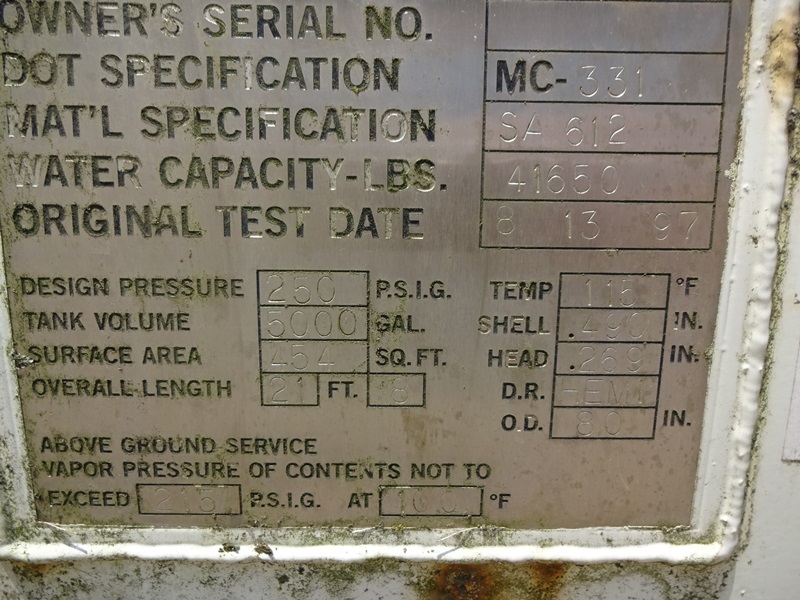 OWNER'S SERIAL NO.
DOT SPECIFICATION MC-331
MAT'L SPECIFICATION SA 612
WATER CAPACITY-LBS. 41650
ORIGINAL TEST DATE 8 13 97
DESIGN PRESSURE 250 P.S.I.G. TEMP 115 °F
TANK VOLUME 5000 GAL. SHELL .490 IN.
SURFACE AREA 454 SQ. FT. HEAD .269 IN.
OVERALL LENGTH 21 FT. 8 D.R. HEMI
O.D. 80 IN.
ABOVE GROUND SERVICE
VAPOR PRESSURE OF CONTENTS NOT TO
EXCEED 215 P.S.I.G. AT °F